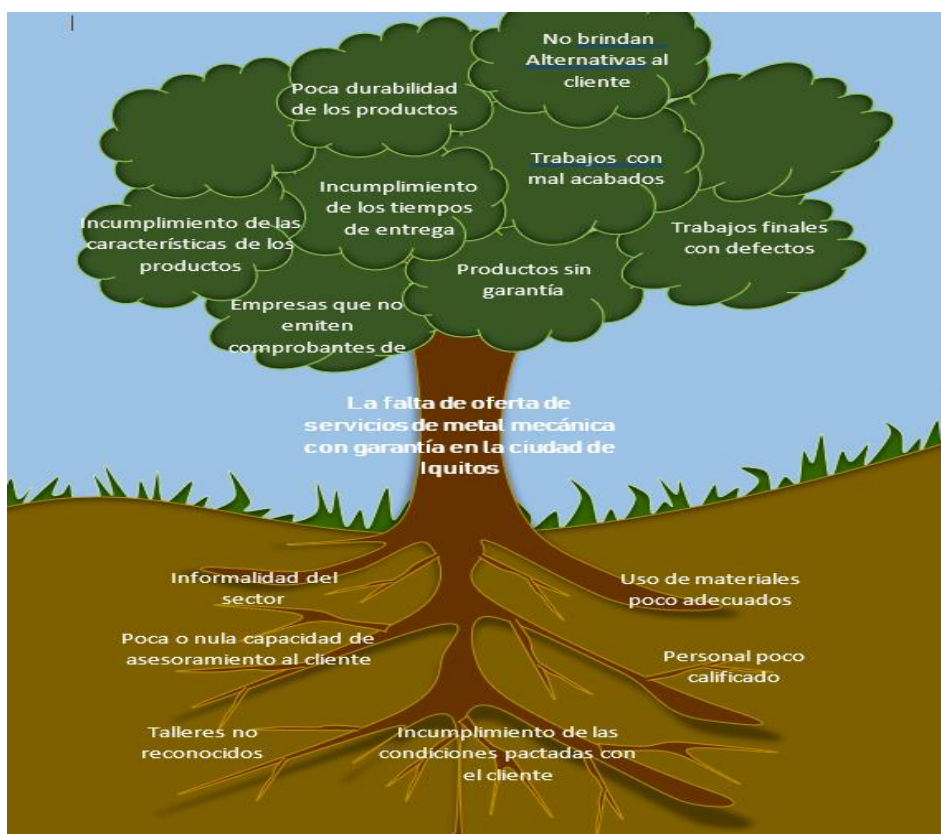 No brindan
Alternativas al
cliente
Poca durabilidad
de los productos
Trabajos con
mal acabados
Incumplimiento
de los tiempos
de entrega
Incumplimiento de las
características de los
productos
Trabajos finales
con defectos
Productos sin
garantía
Empresas que no
emiten
comprobantes de
La falta de oferta de
servicios de metal mecánica
con garantía en la ciudad de
Iquitos
Informalidad del
sector
Uso de materiales
poco adecuados
Poca o nula capacidad de
asesoramiento al cliente
Personal poco
calificado
Talleres no
reconocidos
Incumplimiento de las
condiciones pactadas con
el cliente